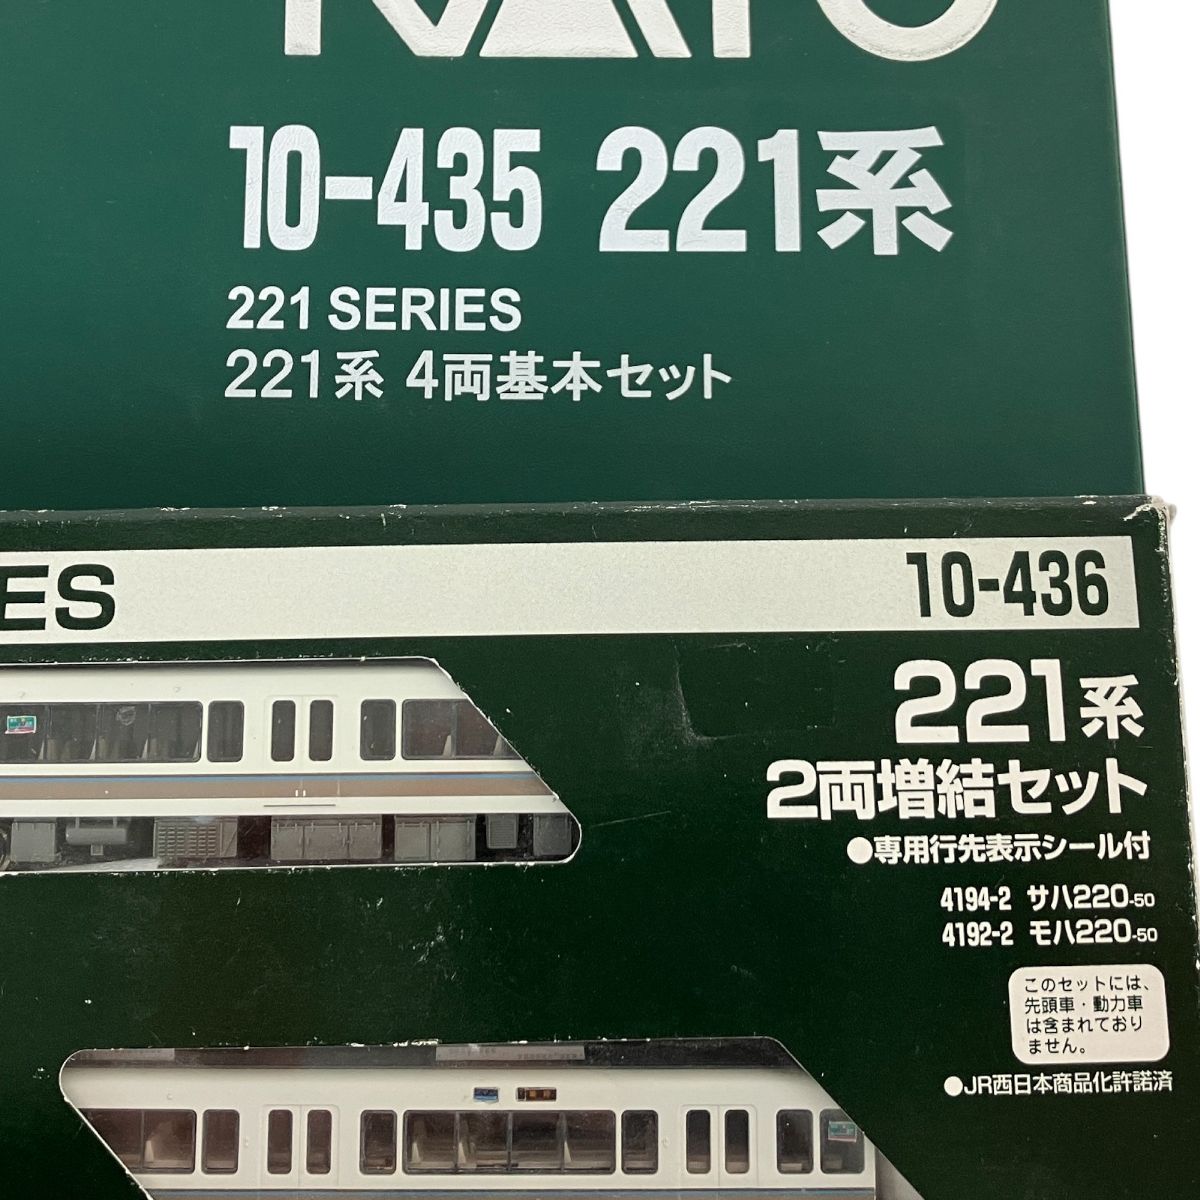 KATO
10-435 221系
221 SERIES
221系 4両基本セット
ES
10-436
221系
2両増結セット
●専用行先表示シール付
4194-2 サハ220-50
4192-2 モハ220-50
このセットには、
先頭車・動力車
は含まれており
ません。
●JR西日本商品化許諾済